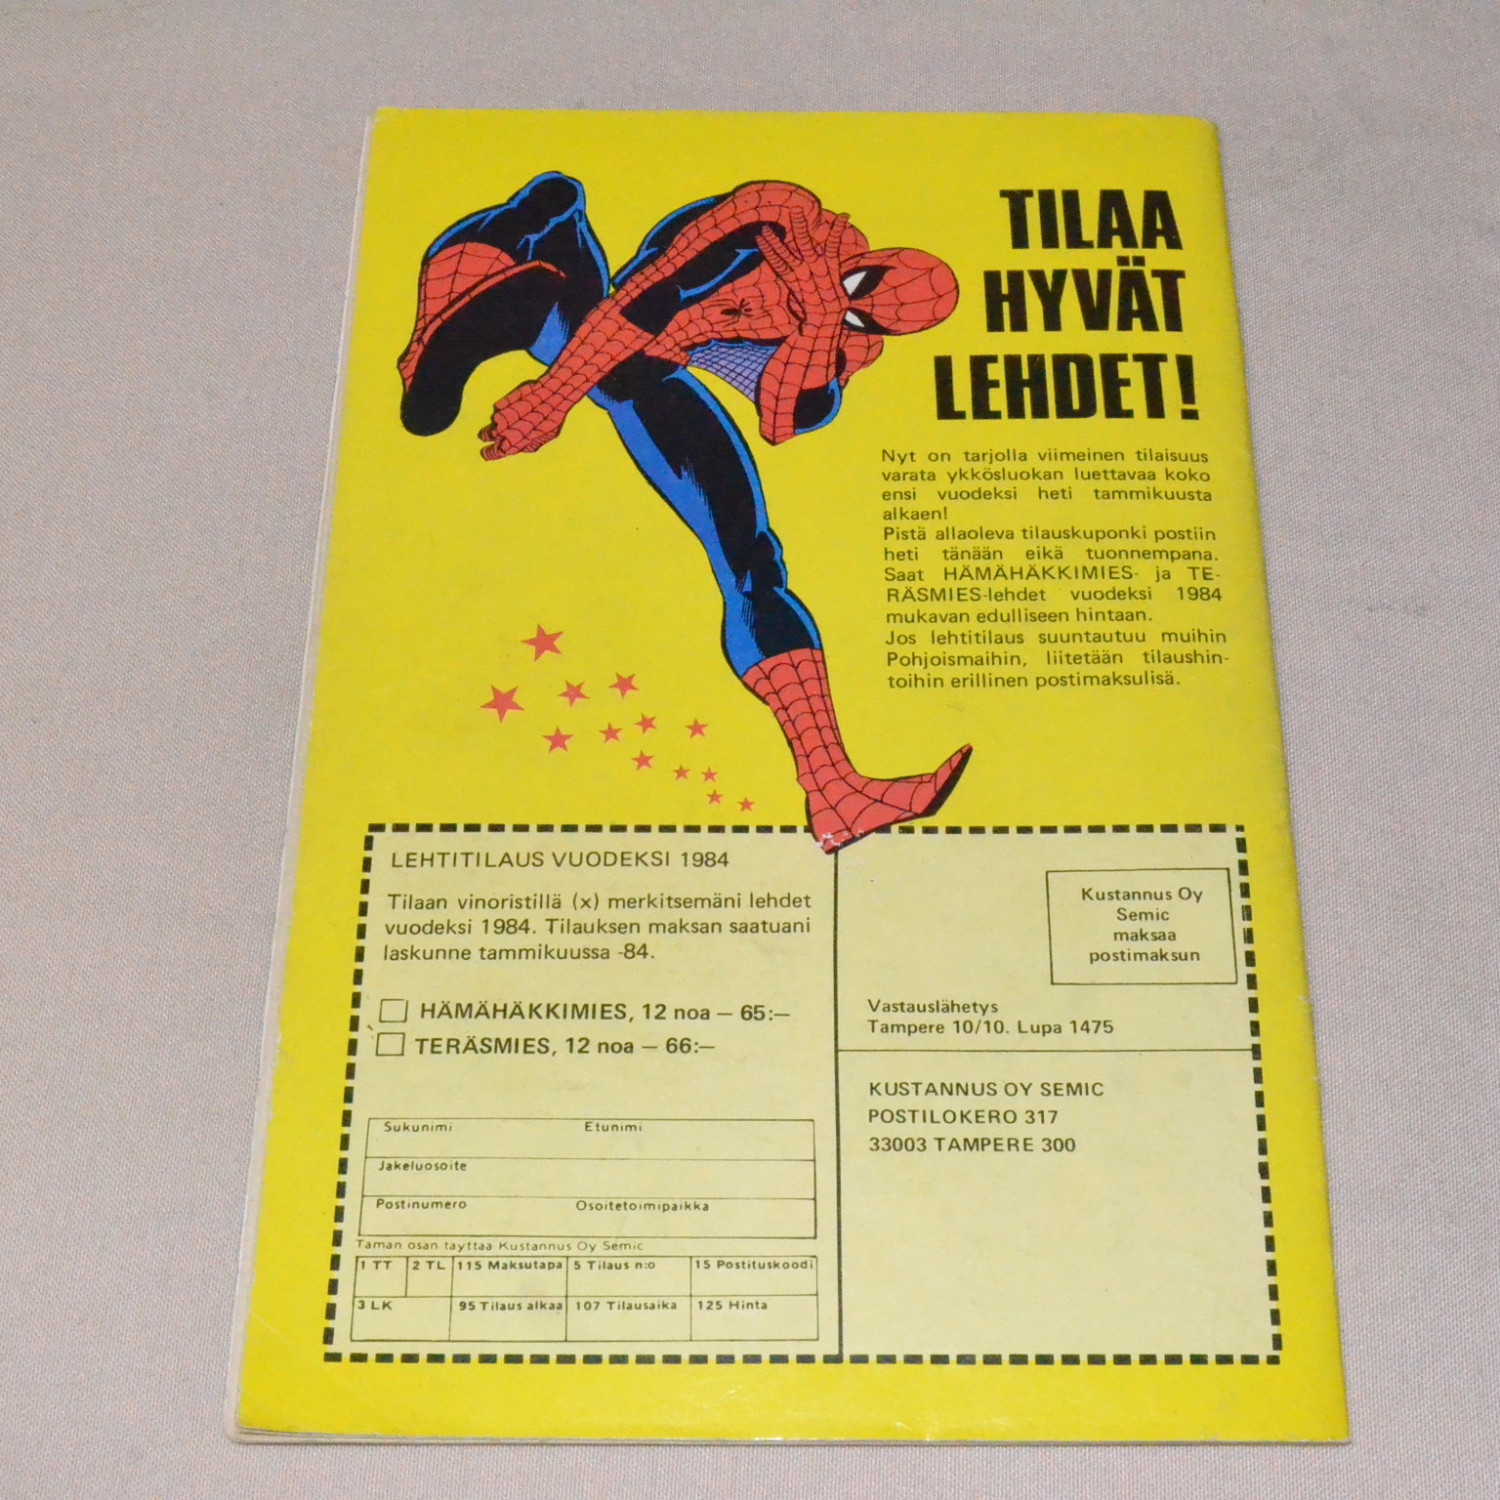 TILAA
HYVÄT
LEHDET!
Nyt on tarjolla viimeinen tilaisuus
varata ykkösluokan luettavaa koko
ensi vuodeksi heti tammikuusta
alkaen!
Pistä allaoleva tilauskuponki postiin
heti tänään eikä tuonnempana.
Saat HÄMÄHÄKKIMIES- ja TE-
RÄSMIES-lehdet vuodeksi 1984
mukavan edulliseen hintaan.
Jos lehtitilaus suuntautuu muihin
Pohjoismaihin, liitetään tilaushin-
toihin erillinen postimaksulisä.
LEHTITILAUS VUODEKSI 1984
Tilaan vinoristillä (x) merkitsemäni lehdet
vuodeksi 1984. Tilauksen maksan saatuani
laskunne tammikuussa -84.
HÄMÄHÄKKIMIES, 12 noa — 65:—
TERÄSMIES, 12 noa — 66:—
Sukunimi Etunimi
Jakeluosoite
Postinumero Osoitetoimipaikka
Tämän osan täyttää Kustannus Oy Semic
1 TT 2 TL 115 Maksutapa 5 Tilaus n:o 15 Postituskoodi
3 LK 95 Tilaus alkaa 107 Tilausaika 125 Hinta
Kustannus Oy
Semic
maksaa
postimaksun
Vastauslähetys
Tampere 10/10. Lupa 1475
KUSTANNUS OY SEMIC
POSTILOKERO 317
33003 TAMPERE 300